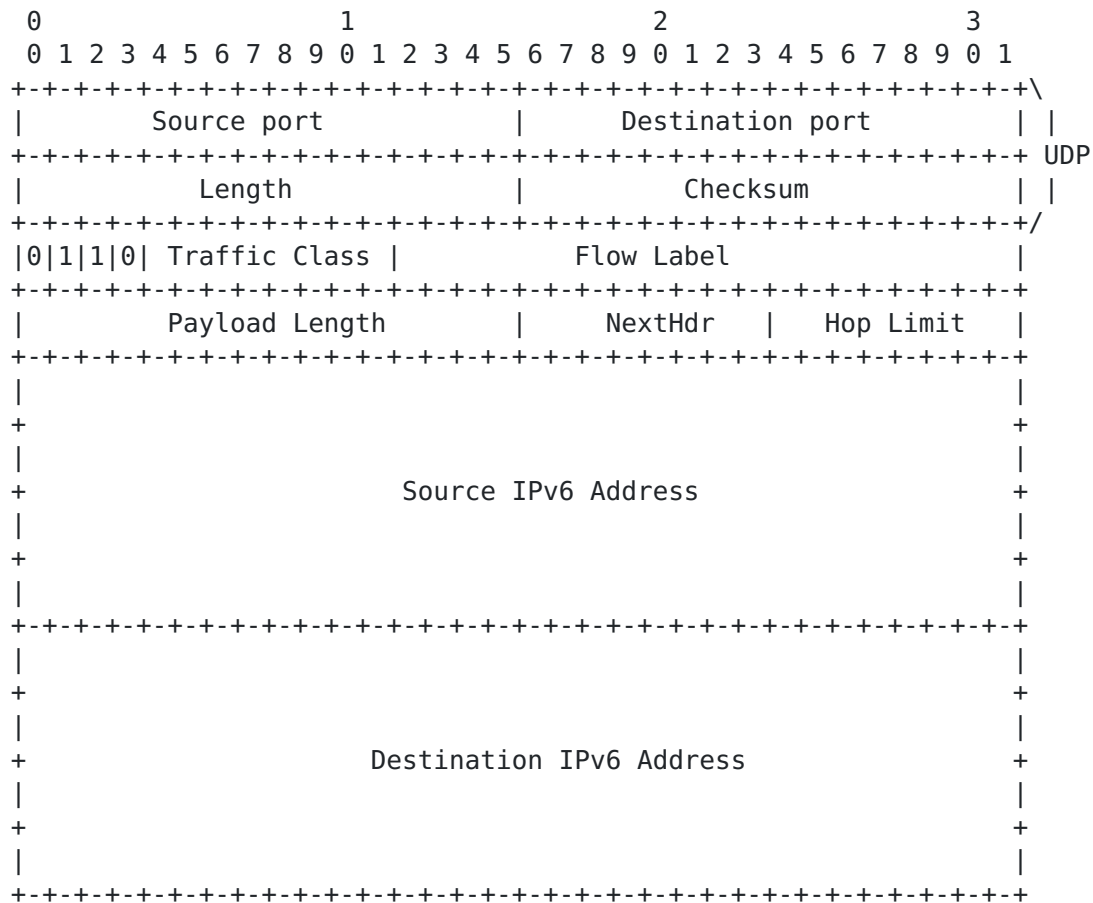 0                   1                   2                   3
 0 1 2 3 4 5 6 7 8 9 0 1 2 3 4 5 6 7 8 9 0 1 2 3 4 5 6 7 8 9 0 1
+-+-+-+-+-+-+-+-+-+-+-+-+-+-+-+-+-+-+-+-+-+-+-+-+-+-+-+-+-+-+-+-+\
|        Source port            |      Destination port         | |
+-+-+-+-+-+-+-+-+-+-+-+-+-+-+-+-+-+-+-+-+-+-+-+-+-+-+-+-+-+-+-+-+ UDP
|           Length              |          Checksum             | |
+-+-+-+-+-+-+-+-+-+-+-+-+-+-+-+-+-+-+-+-+-+-+-+-+-+-+-+-+-+-+-+-+/
|0|1|1|0| Traffic Class |           Flow Label                  |
+-+-+-+-+-+-+-+-+-+-+-+-+-+-+-+-+-+-+-+-+-+-+-+-+-+-+-+-+-+-+-+-+
|         Payload Length        |     NextHdr   |   Hop Limit   |
+-+-+-+-+-+-+-+-+-+-+-+-+-+-+-+-+-+-+-+-+-+-+-+-+-+-+-+-+-+-+-+-+
|                                                               |
+                                                               +
|                                                               |
+                        Source IPv6 Address                    +
|                                                               |
+                                                               +
|                                                               |
+-+-+-+-+-+-+-+-+-+-+-+-+-+-+-+-+-+-+-+-+-+-+-+-+-+-+-+-+-+-+-+-+
|                                                               |
+                                                               +
|                                                               |
+                      Destination IPv6 Address                 +
|                                                               |
+                                                               +
|                                                               |
+-+-+-+-+-+-+-+-+-+-+-+-+-+-+-+-+-+-+-+-+-+-+-+-+-+-+-+-+-+-+-+-+